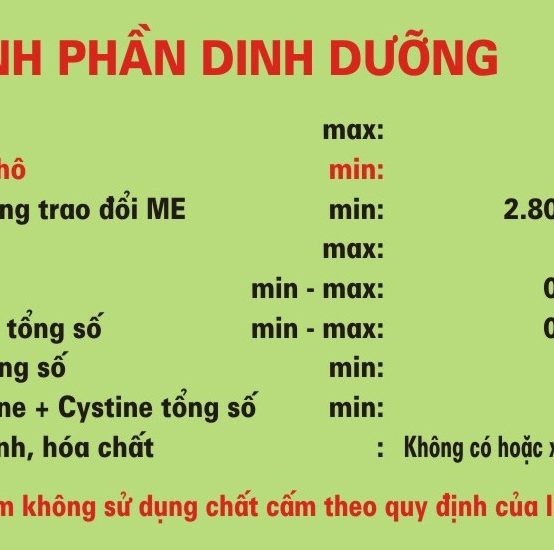 NH PHẦN DINH DƯỠNG
max:
hô min:
ng trao đổi ME min: 2.80
max:
min - max: 0
tổng số min - max: 0
ng số min:
ne + Cystine tổng số min:
nh, hóa chất : Không có hoặc x
m không sử dụng chất cấm theo quy định của